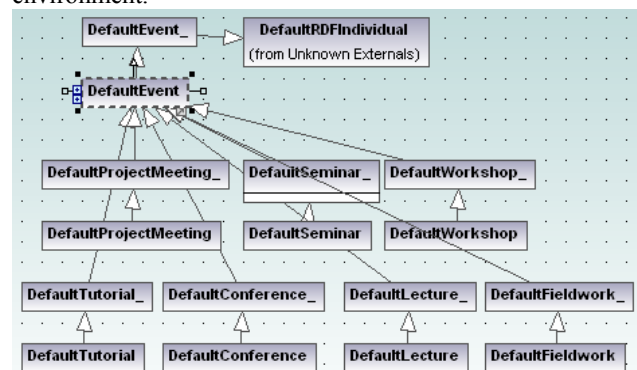 environment.
DefaultEvent_ DefaultRDFIndividual
(from Unknown Externals)
DefaultEvent
DefaultProjectMeeting_ DefaultSeminar_ DefaultWorkshop_
DefaultProjectMeeting DefaultSeminar DefaultWorkshop
DefaultTutorial_ DefaultConference_ DefaultLecture_ DefaultFieldwork_
DefaultTutorial DefaultConference DefaultLecture DefaultFieldwork